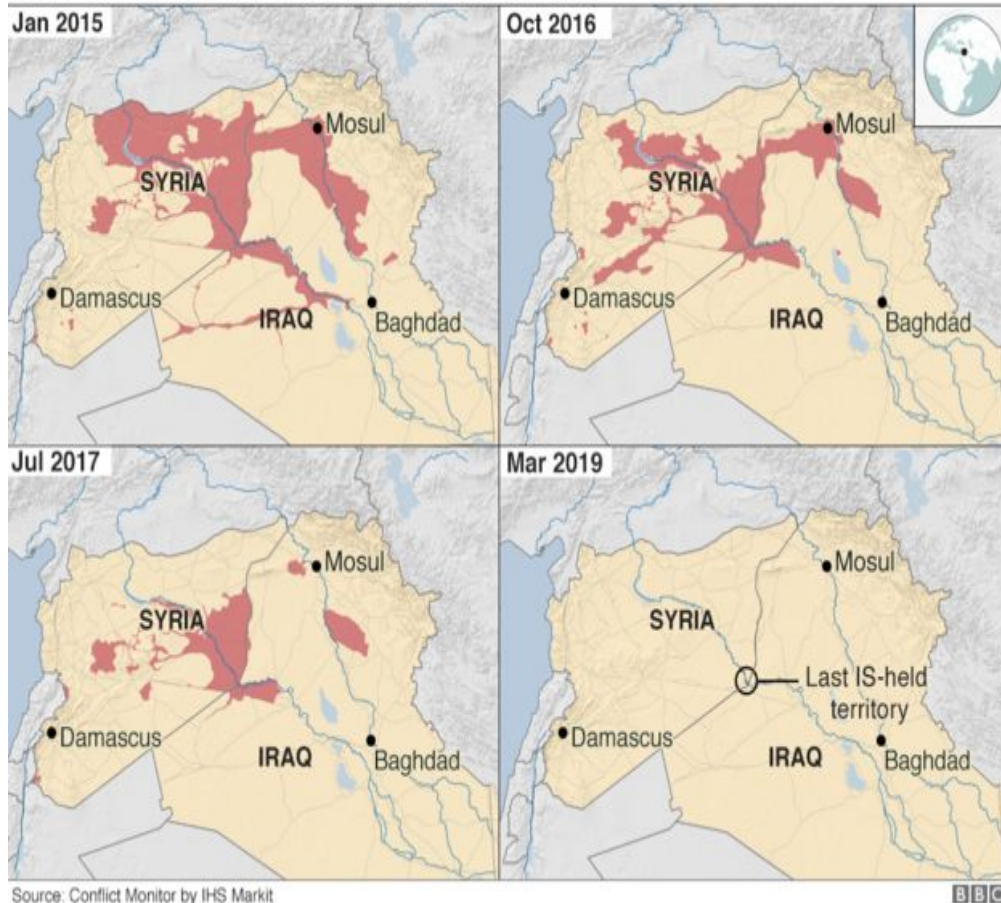 Jan 2015
Mosul
SYRIA
Damascus
IRAQ
Baghdad
Oct 2016
Mosul
SYRIA
Damascus
IRAQ
Baghdad
Jul 2017
Mosul
SYRIA
Damascus
IRAQ
Baghdad
Mar 2019
Mosul
SYRIA
Last IS-held
territory
Damascus
IRAQ
Baghdad
Source: Conflict Monitor by IHS Markit
BBC